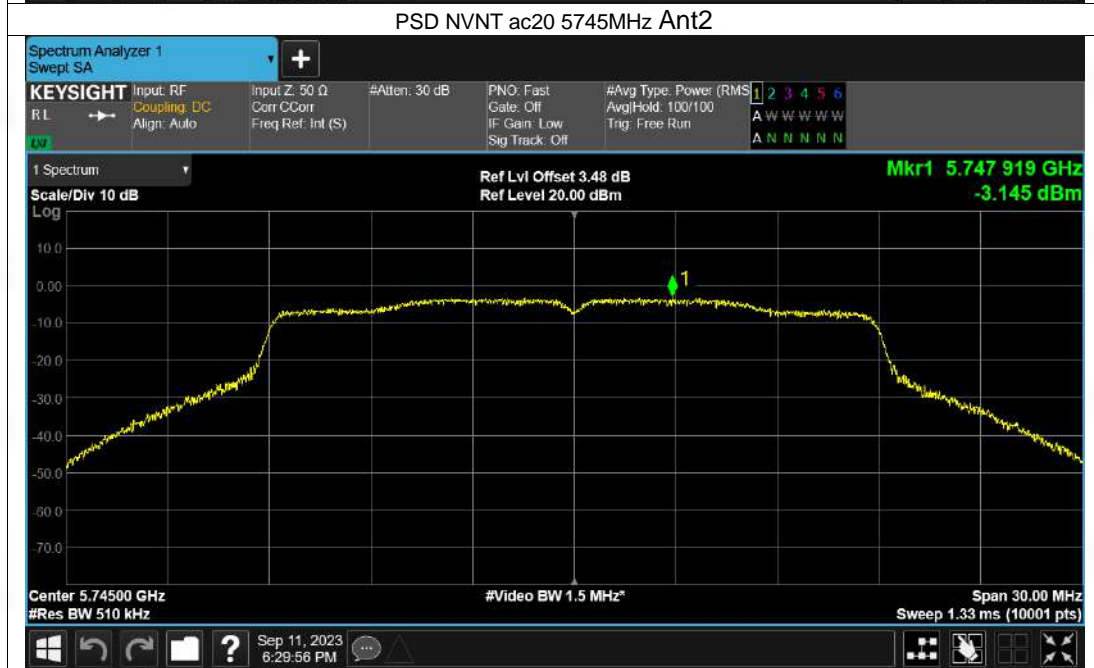 PSD NVNT ac20 5745MHz Ant2
Spectrum Analyzer 1
Swept SA
+
KEYSIGHT
RL
Input: RF
Coupling: DC
Align: Auto
Input Z: 50 Ω
Corr CCorr
Freq Ref: Int (S)
#Atten: 30 dB
PNO: Fast
Gate: Off
IF Gain: Low
Sig Track: Off
#Avg Type: Power (RMS
Avg|Hold: 100/100
Trig: Free Run
1 2 3 4 5 6
A W W W W W
A N N N N N
1 Spectrum
Scale/Div 10 dB
Ref Lvl Offset 3.48 dB
Ref Level 20.00 dBm
Mkr1 5.747 919 GHz
-3.145 dBm
Log
10.0
0.00
-10.0
-20.0
-30.0
-40.0
-50.0
-60.0
-70.0
1
Center 5.74500 GHz
#Res BW 510 kHz
#Video BW 1.5 MHz*
Span 30.00 MHz
Sweep 1.33 ms (10001 pts)
?
Sep 11, 2023
6:29:56 PM